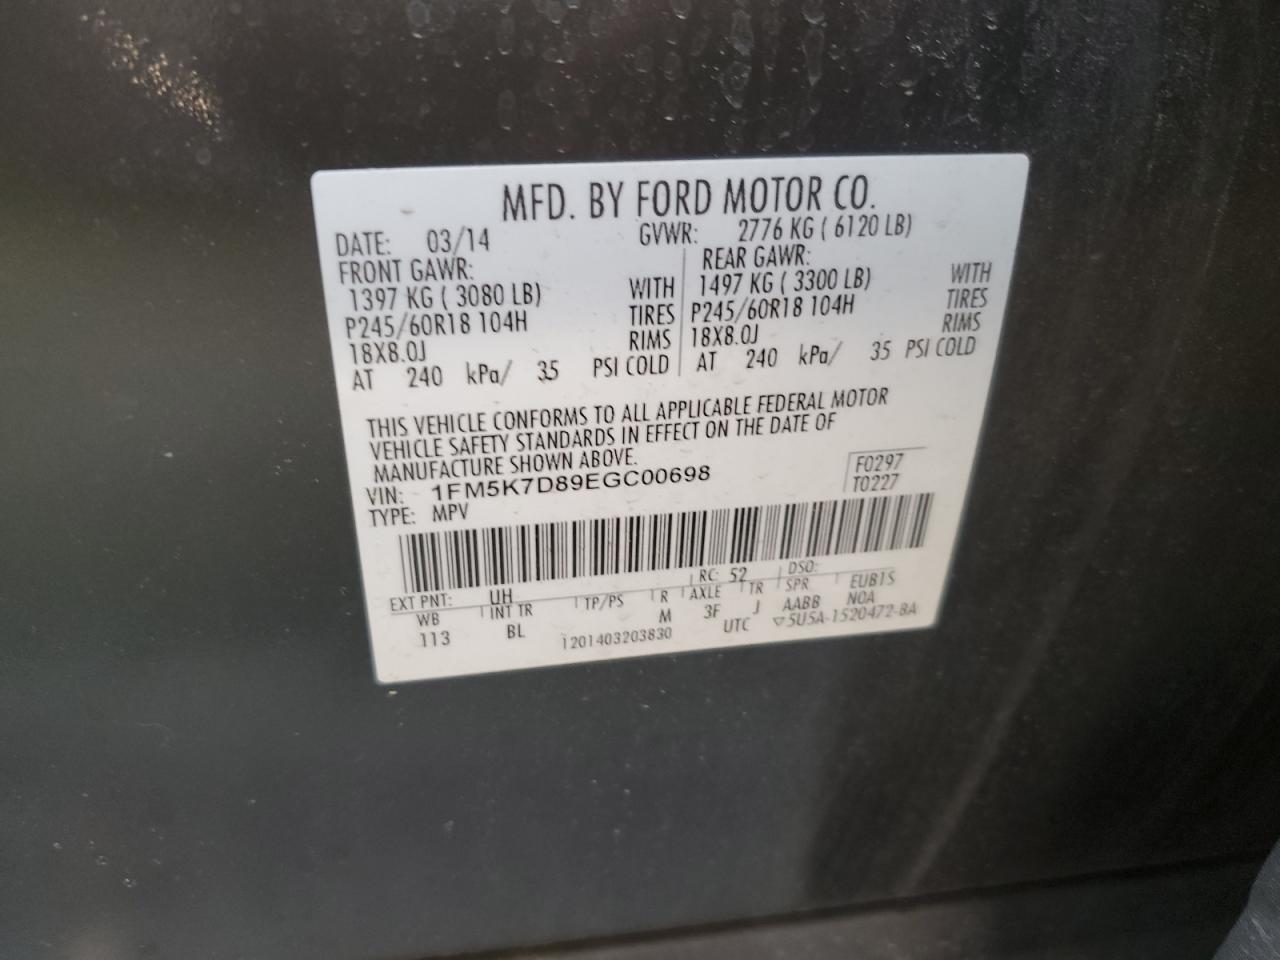 MFD. BY FORD MOTOR CO.
DATE: 03/14 GVWR: 2776 KG ( 6120 LB)
FRONT GAWR: REAR GAWR:
1397 KG ( 3080 LB) WITH 1497 KG ( 3300 LB) WITH
P245/60R18 104H TIRES P245/60R18 104H TIRES
18X8.0J RIMS 18X8.0J RIMS
AT 240 kPa/ 35 PSI COLD AT 240 kPa/ 35 PSI COLD
THIS VEHICLE CONFORMS TO ALL APPLICABLE FEDERAL MOTOR
VEHICLE SAFETY STANDARDS IN EFFECT ON THE DATE OF
MANUFACTURE SHOWN ABOVE.
VIN: 1FM5K7D89EGC00698 F0297
TYPE: MPV T0227
EXT PNT: UH RC: 52 DSO:
WB INT TR TP/PS R AXLE TR SPR EUB1S
113 BL M 3F J AABB NOA
1201403203830 UTC ▽5U5A-1520472-BA